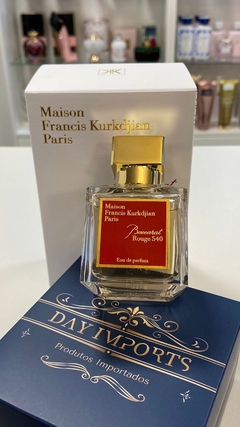 Maison
Francis Kurkdjian
Paris
Maison
Francis Kurkdjian
Paris
Baccarat
Rouge 540
Eau de parfum
DAY IMPORTS
Produtos Importados